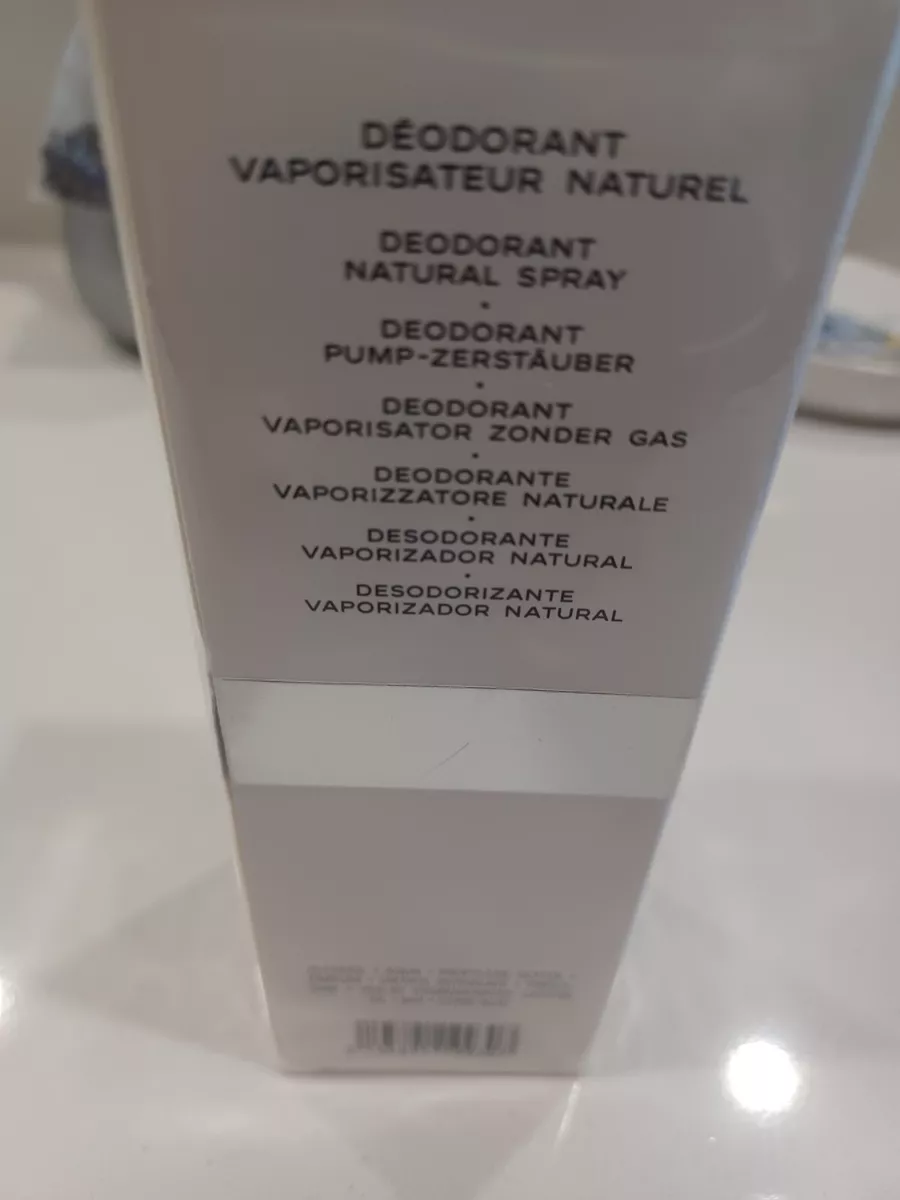 DÉODORANT
VAPORISATEUR NATUREL
DEODORANT
NATURAL SPRAY
•
DEODORANT
PUMP-ZERSTÄUBER
•
DEODORANT
VAPORISATOR ZONDER GAS
•
DEODORANTE
VAPORIZZATORE NATURALE
•
DESODORANTE
VAPORIZADOR NATURAL
•
DESODORIZANTE
VAPORIZADOR NATURAL